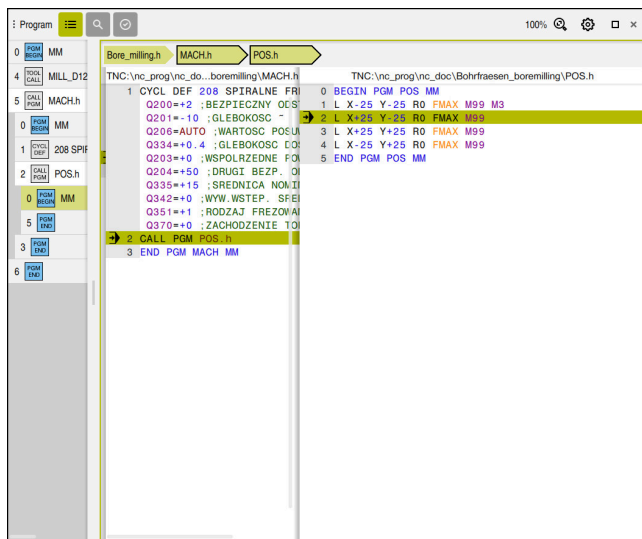 Program 100%
0 PGM BEGIN MM
4 TOOL CALL MILL_D12
5 CALL PGM MACH.h
0 PGM BEGIN MM
1 CYCL DEF 208 SPIR
2 CALL PGM POS.h
0 PGM BEGIN MM
5 PGM END
3 PGM END
6 PGM END
Bore_milling.h MACH.h POS.h
TNC:\nc_prog\nc_do...boremilling\MACH.h
1 CYCL DEF 208 SPIRALNE FRE
Q200=+2 ;BEZPIECZNY ODST
Q201=-10 ;GLEBOKOSC ~
Q206=AUTO ;WARTOSC POSUW
Q334=+0.4 ;GLEBOKOSC DOS
Q203=+0 ;WSPOLRZEDNE POW
Q204=+50 ;DRUGI BEZP. O
Q335=+15 ;SREDNICA NOMI
Q342=+0 ;WYW.WSTEP. SRE
Q351=+1 ;RODZAJ FREZOWA
Q370=+0 ;ZACHODZENIE TO
2 CALL PGM POS.h
3 END PGM MACH MM
TNC:\nc_prog\nc_doc\Bohrfraesen_boremilling\POS.h
0 BEGIN PGM POS MM
1 L X-25 Y-25 R0 FMAX M99 M3
2 L X+25 Y-25 R0 FMAX M99
3 L X+25 Y+25 R0 FMAX M99
4 L X-25 Y+25 R0 FMAX M99
5 END PGM POS MM